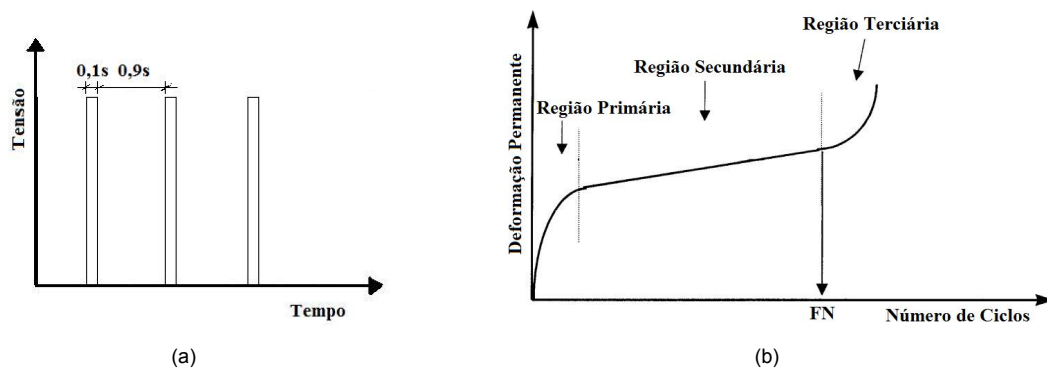 0,1s 0,9s
Tensão
Tempo
(a)
Região Terciária
Região Secundária
Região Primária
Deformação Permanente
FN
Número de Ciclos
(b)